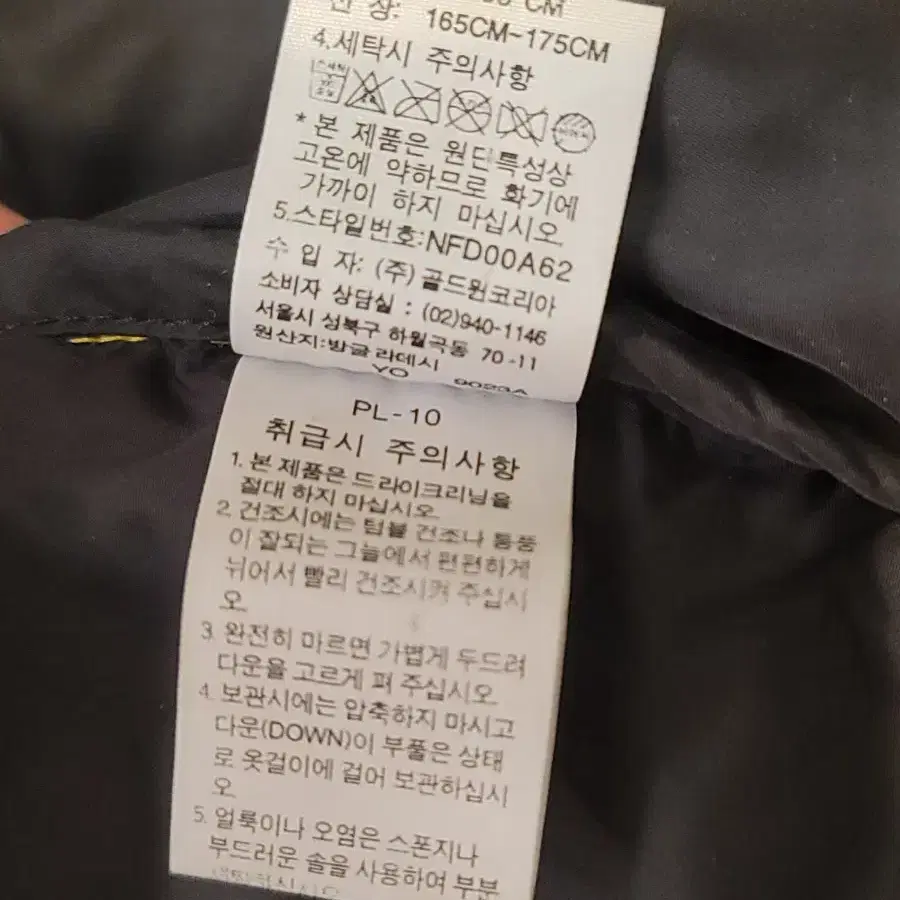 신 장: 165CM~175CM
4.세탁시 주의사항
*본 제품은 원단특성상
고온에 약하므로 화기에
가까이 하지 마십시오
5.스타일번호:NFD00A62
수 입 자: (주) 골드윈코리아
소비자 상담실 : (02)940-1146
서울시 성북구 하월곡동 70-11
원산지:방글라데시
YO 9023A
PL-10
취급시 주의사항
1. 본 제품은 드라이크리닝을
절대 하지 마십시오.
2. 건조시에는 텀블 건조나 통풍
이 잘되는 그늘에서 편편하게
뉘어서 빨리 건조시켜 주십시
오.
3. 완전히 마르면 가볍게 두드려
다운을 고르게 펴 주십시오.
4. 보관시에는 압축하지 마시고
다운(DOWN)이 부풀은 상태
로 옷걸이에 걸어 보관하십시
오.
5. 얼룩이나 오염은 스폰지나
부드러운 솔을 사용하여 부분